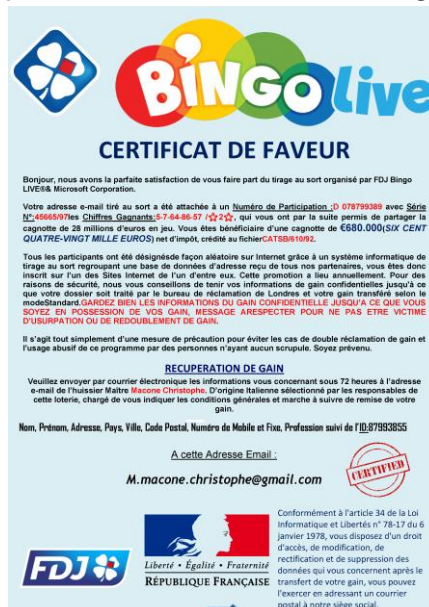 BINGO live
CERTIFICAT DE FAVEUR
Bonjour, nous avons la parfaite satisfaction de vous faire part du tirage au sort organisé par FDJ Bingo
LIVE®& Microsoft Corporation.
Votre adresse e-mail tiré au sort a été attachée à un Numéro de Participation :D 078799389 avec Série
N°:45665/97les Chiffres Gagnants:5-7-64-86-57 /☆2☆, qui vous ont par la suite permis de partager la
cagnotte de 28 millions d'euros en jeu. Vous êtes bénéficiaire d'une cagnotte de €680.000(SIX CENT
QUATRE-VINGT MILLE EUROS) net d'impôt, crédité au fichierCATSB/610/92.
Tous les participants ont été désignésde façon aléatoire sur Internet grâce à un système informatique de
tirage au sort regroupant une base de données d'adresse reçu de tous nos partenaires, vous êtes donc
inscrit sur l'un des Sites Internet de l'un d'entre eux. Cette promotion a lieu annuellement. Pour des
raisons de sécurité, nous vous conseillons de tenir vos informations de gain confidentielles jusqu'à ce
que votre dossier soit traité par le bureau de réclamation de Londres et votre gain transféré selon le
modeStandard.GARDEZ BIEN LES INFORMATIONS DU GAIN CONFIDENTIELLE JUSQU'A CE QUE VOUS
SOYEZ EN POSSESSION DE VOS GAIN, MESSAGE ARESPECTER POUR NE PAS ETRE VICTIME
D'USURPATION OU DE REDOUBLEMENT DE GAIN.
Il s'agit tout simplement d'une mesure de précaution pour éviter les cas de double réclamation de gain et
l'usage abusif de ce programme par des personnes n'ayant aucun scrupule. Soyez prévenu.
RECUPERATION DE GAIN
Veuillez envoyer par courrier électronique les informations vous concernant sous 72 heures à l'adresse
e-mail de l'huissier Maître Macone Christophe. D'origine Italienne sélectionné par les responsables de
cette loterie, chargé de vous indiquer les conditions générales et marche à suivre de remise de votre
gain.
Nom, Prénom, Adresse, Pays, Ville, Code Postal, Numéro de Mobile et Fixe, Profession suivi de l'ID:87993855
A cette Adresse Email :
M.macone.christophe@gmail.com
CERTIFIED
Conformément à l'article 34 de la Loi
Informatique et Libertés n° 78-17 du 6
janvier 1978, vous disposez d'un droit
d'accès, de modification, de
rectification et de suppression des
données qui vous concernent après le
transfert de votre gain, vous pouvez
l'exercer en adressant un courrier
postal à notre siège social.
FDJ
Liberté • Égalité • Fraternité
RÉPUBLIQUE FRANÇAISE